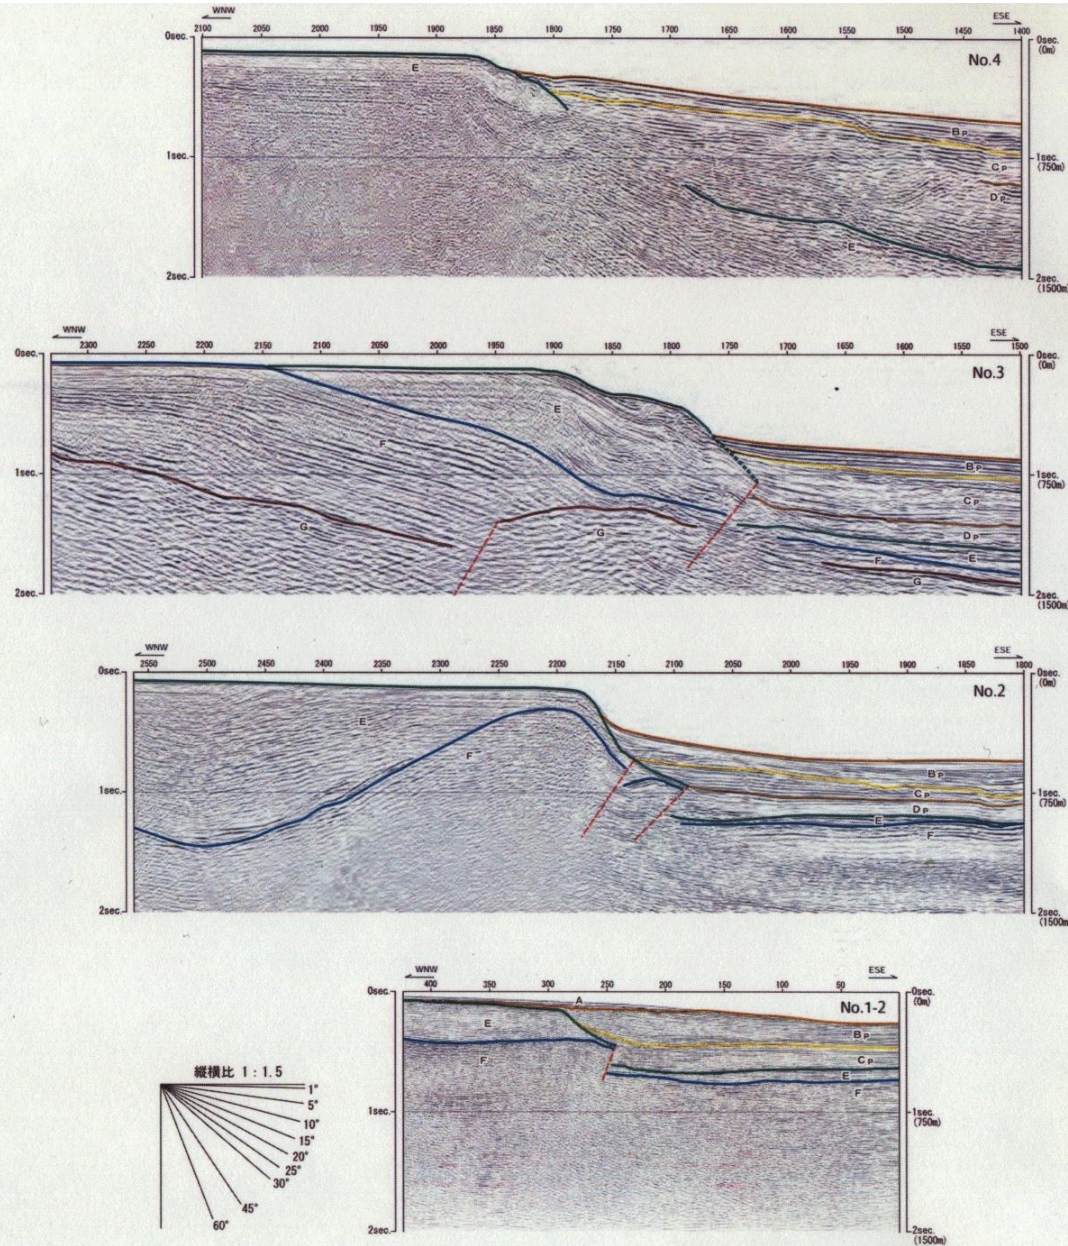 WNW ESE
2100 2050 2000 1950 1900 1850 1800 1750 1700 1650 1600 1550 1500 1450 1400
0sec. 0sec.
(0m)
No.4
E
BP
1sec. 1sec.
(750m)
CP
DP
E
2sec. 2sec.
(1500m)
WNW ESE
2300 2250 2200 2150 2100 2050 2000 1950 1900 1850 1800 1750 1700 1650 1600 1550 1500
0sec. 0sec.
(0m)
No.3
E
F
BP
1sec. 1sec.
(750m)
CP
G G
DP
F E
G
2sec. 2sec.
(1500m)
WNW ESE
2550 2500 2450 2400 2350 2300 2250 2200 2150 2100 2050 2000 1950 1900 1850 1800
0sec. 0sec.
(0m)
No.2
E
F
BP
1sec. 1sec.
(750m)
CP
DP
E
F
2sec. 2sec.
(1500m)
WNW ESE
400 350 300 250 200 150 100 50
0sec. 0sec.
(0m)
A
No.1-2
E
BP
F
CP
E
F
1sec. 1sec.
(750m)
2sec. 2sec.
(1500m)
縦横比 1:1.5
1°
5°
10°
15°
20°
25°
30°
45°
60°